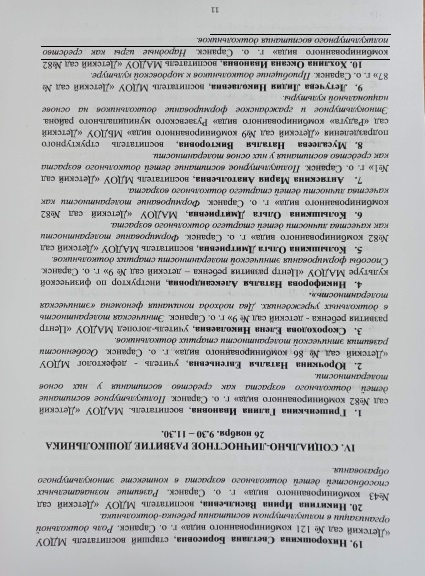 19. Нихорошкина Светлана Борисовна, старший воспитатель МДОУ
«Детский сад № 121 комбинированного вида» г. о. Саранск. Роль дошкольной
организации в поликультурном воспитании ребенка-дошкольника.
20. Никитина Ирина Васильевна, воспитатель МДОУ «Детский сад
№43 комбинированного вида» г. о. Саранск. Развитие познавательных
способностей детей дошкольного возраста в контексте этнокультурного
образования.
IV. СОЦИАЛЬНО-ЛИЧНОСТНОЕ РАЗВИТИЕ ДОШКОЛЬНИКА
26 ноября. 9.30 – 11.30.
1. Гришенькина Галина Ивановна, воспитатель МАДОУ «Детский
сад №82 комбинированного вида» г. о. Саранск. Поликультурное воспитание
детей дошкольного возраста как средство воспитания у них основ
толерантности.
2. Юрочкина Наталья Евгеньевна, учитель - дефектолог МДОУ
«Детский сад № 86 комбинированного вида» г. о. Саранск. Особенности
развития этнической толерантности старших дошкольников.
3. Скороходова Елена Николаевна, учитель-логопед МАДОУ «Центр
развития ребенка - детский сад № 9» г. о. Саранск. Этническая толерантность
в дошкольных учреждениях. Два подхода понимания феномена «этническая
толерантность».
4. Никифорова Наталья Александровна, инструктор по физической
культуре МАДОУ «Центр развития ребенка – детский сад № 9» г. о. Саранск.
Способы формирования этнической толерантности старших дошкольников.
5. Колышкина Ольга Дмитриевна, воспитатель МАДОУ «Детский сад
№82 комбинированного вида» г. о. Саранск. Формирование толерантности
как качества личности детей старшего дошкольного возраста.
6. Колышкина Ольга Дмитриевна, МАДОУ «Детский сад №82
комбинированного вида» г. о. Саранск. Формирование толерантности как
качества личности детей старшего дошкольного возраста.
7. Антискина Мария Анатольевна, воспитатель МДОУ «Детский сад
№1» г. о. Саранск. Поликультурное воспитание детей дошкольного возраста
как средство воспитания у них основ толерантности.
8. Муслеева Наталья Викторовна, воспитатель структурного
подразделения «Детский сад №9 комбинированного вида» МБДОУ «Детский
сад «Радуга» комбинированного вида» Рузаевского муниципального района.
Этнокультурное и гражданское формирование дошкольника на основе
национальной культуры.
9. Летучева Лилия Николаевна, воспитатель МДОУ «Детский сад №
87» г. о. Саранск. Приобщение дошкольников к мордовской культуре.
10. Холдина Оксана Ивановна, воспитатель МАДОУ «Детский сад №82
комбинированного вида» г. о. Саранск. Народные игры как средство
поликультурного воспитания дошкольников.
11